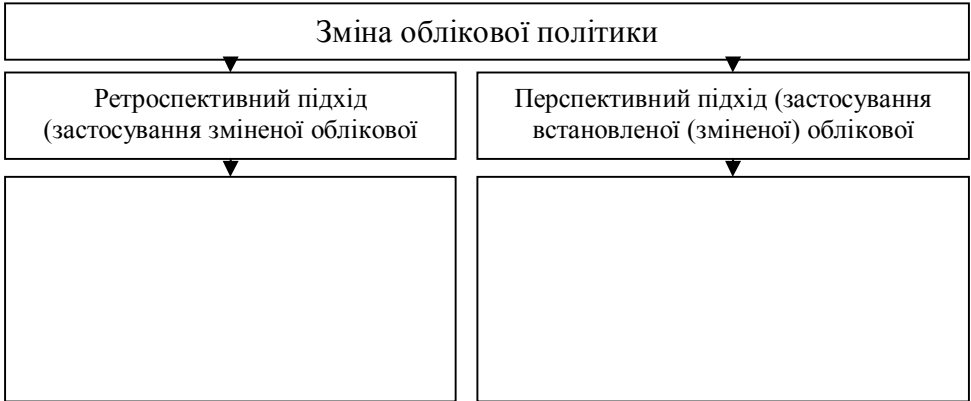 Зміна облікової політики
Ретроспективний підхід
(застосування зміненої облікової
Перспективний підхід (застосування
встановленої (зміненої) облікової